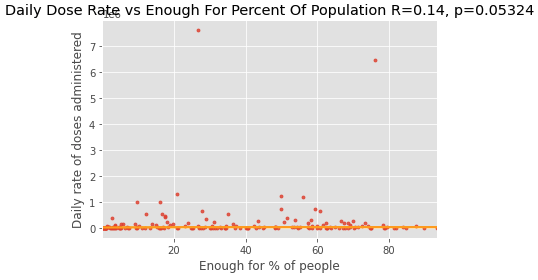 Daily Dose Rate vs Enough For Percent Of Population R=0.14, p=0.05324
1e6
7
6
5
4
3
2
1
0
Daily rate of doses administered
20 40 60 80
Enough for % of people